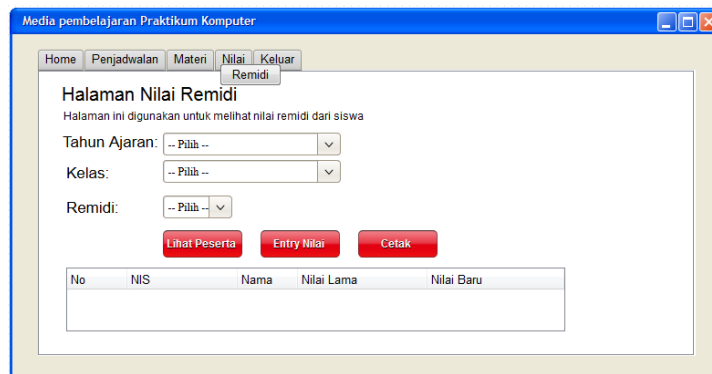 Media pembelajaran Praktikum Komputer
Home Penjadwalan Materi Nilai Keluar
Remidi
Halaman Nilai Remidi
Halaman ini digunakan untuk melihat nilai remidi dari siswa
Tahun Ajaran: -- Pilih --
Kelas: -- Pilih --
Remidi: -- Pilih --
Lihat Peserta Entry Nilai Cetak
No NIS Nama Nilai Lama Nilai Baru